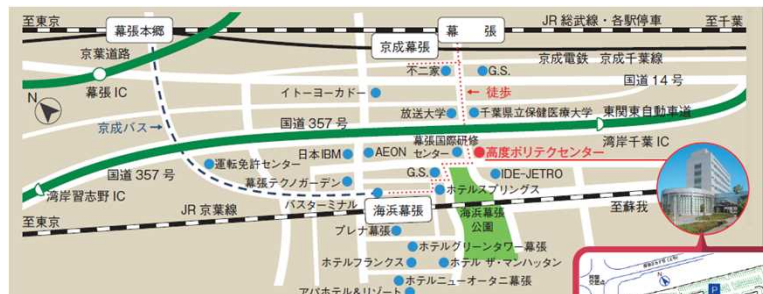 至東京
幕張本郷
幕 張
JR 総武線・各駅停車
至千葉
京葉道路
京成幕張
京成電鉄 京成千葉線
不二家
G.S.
国道 14 号
幕張 IC
N
イトーヨーカドー
徒歩
京成バス
放送大学
千葉県立保健医療大学
東関東自動車道
国道 357 号
湾岸千葉 IC
日本IBM
AEON
幕張国際研修
センター
高度ポリテクセンター
国道 357 号
運転免許センター
G.S.
IDE-JETRO
幕張テクノガーデン
湾岸習志野 IC
ホテルスプリングス
バスターミナル
JR 京葉線
海浜幕張
海浜幕張
公園
至東京
至蘇我
プレナ幕張
ホテルグリーンタワー幕張
ホテルフランクス
ホテル ザ・マンハッタン
ホテルニューオータニ幕張
アパホテル&リゾート
N
P